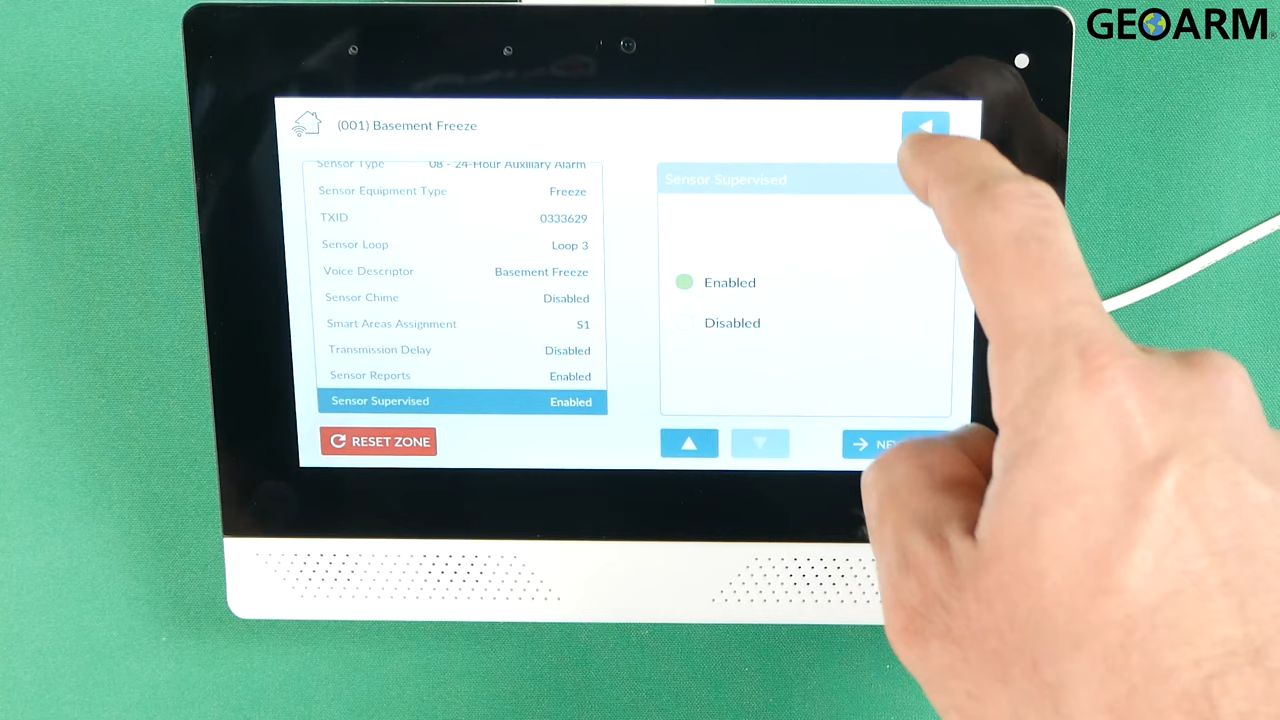 GEOARM
(001) Basement Freeze
Sensor Type 08 - 24-Hour Auxiliary Alarm
Sensor Equipment Type Freeze
TXID 0333629
Sensor Loop Loop 3
Voice Descriptor Basement Freeze
Sensor Chime Disabled
Smart Areas Assignment S1
Transmission Delay Disabled
Sensor Reports Enabled
Sensor Supervised Enabled
RESET ZONE
Sensor Supervised
Enabled
Disabled